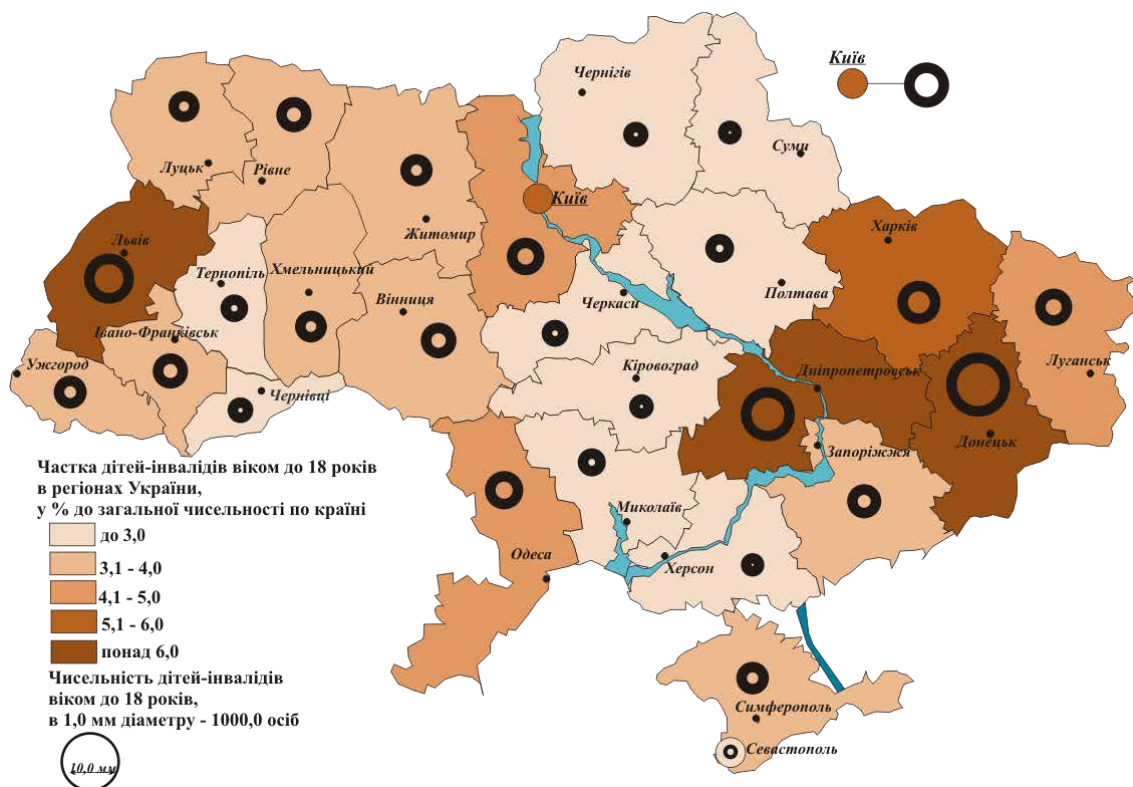 Київ
Чернігів
Суми
Луцьк
Рівне
Київ
Житомир
Львів
Харків
Тернопіль
Хмельницький
Вінниця
Черкаси
Полтава
Івано-Франківськ
Ужгород
Кіровоград
Дніпропетровськ
Луганськ
Чернівці
Донецьк
Запоріжжя
Миколаїв
Одеса
Херсон
Симферополь
Севастополь
Частка дітей-інвалідів віком до 18 років
в регіонах України,
у % до загальної чисельності по країні
до 3,0
3,1 - 4,0
4,1 - 5,0
5,1 - 6,0
понад 6,0
Чисельність дітей-інвалідів
віком до 18 років,
в 1,0 мм діаметру - 1000,0 осіб
10,0 мм